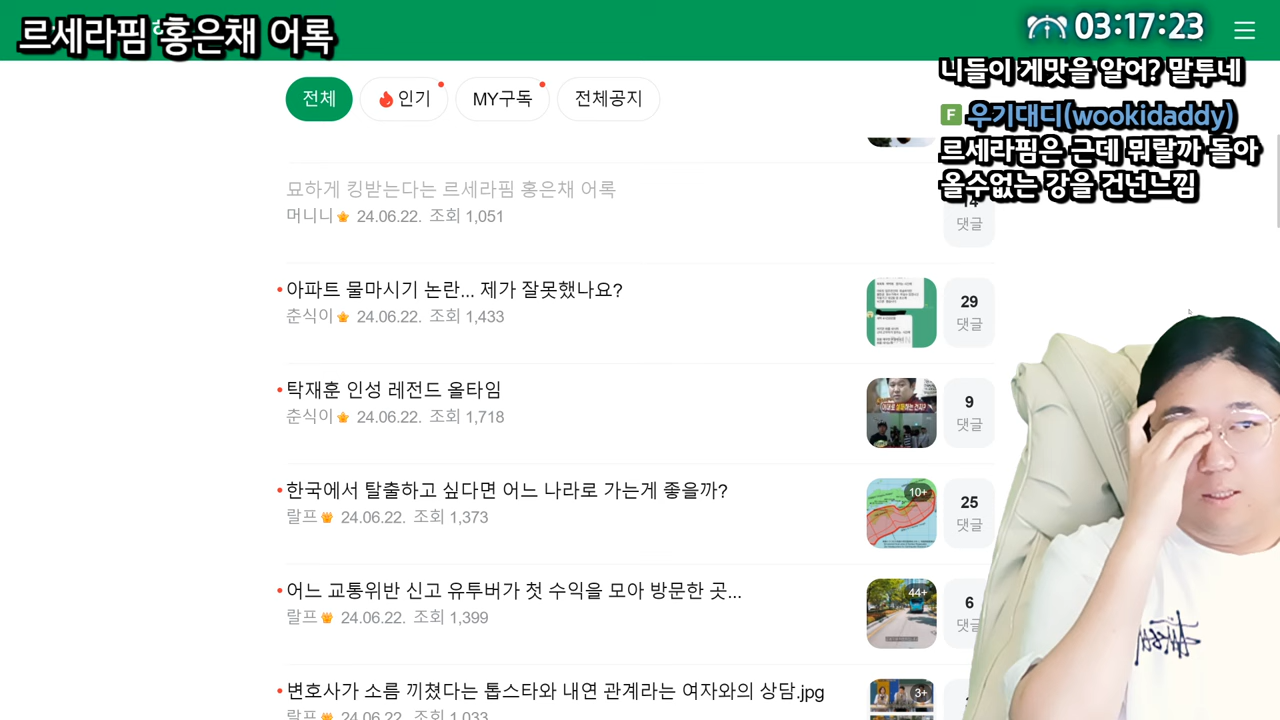 르세라핌 홍은채 어록
03:17:23
니들이 게맛을 알어? 말투네
F 우기대디(wookidaddy)
르세라핌은 근데 뭐랄까 돌아
올수없는 강을 건넌느낌
전체
인기
MY구독
전체공지
묘하게 킹받는다는 르세라핌 홍은채 어록
머니니 24.06.22. 조회 1,051
14
댓글
아파트 물마시기 논란... 제가 잘못했나요?
춘식이 24.06.22. 조회 1,433
29
댓글
탁재훈 인성 레전드 올타임
춘식이 24.06.22. 조회 1,718
9
댓글
한국에서 탈출하고 싶다면 어느 나라로 가는게 좋을까?
랄프 24.06.22. 조회 1,373
10+
25
댓글
어느 교통위반 신고 유투버가 첫 수익을 모아 방문한 곳...
랄프 24.06.22. 조회 1,399
44+
6
댓글
변호사가 소름 끼쳤다는 톱스타와 내연 관계라는 여자와의 상담.jpg
랄프 24.06.22. 조회 1,033
3+